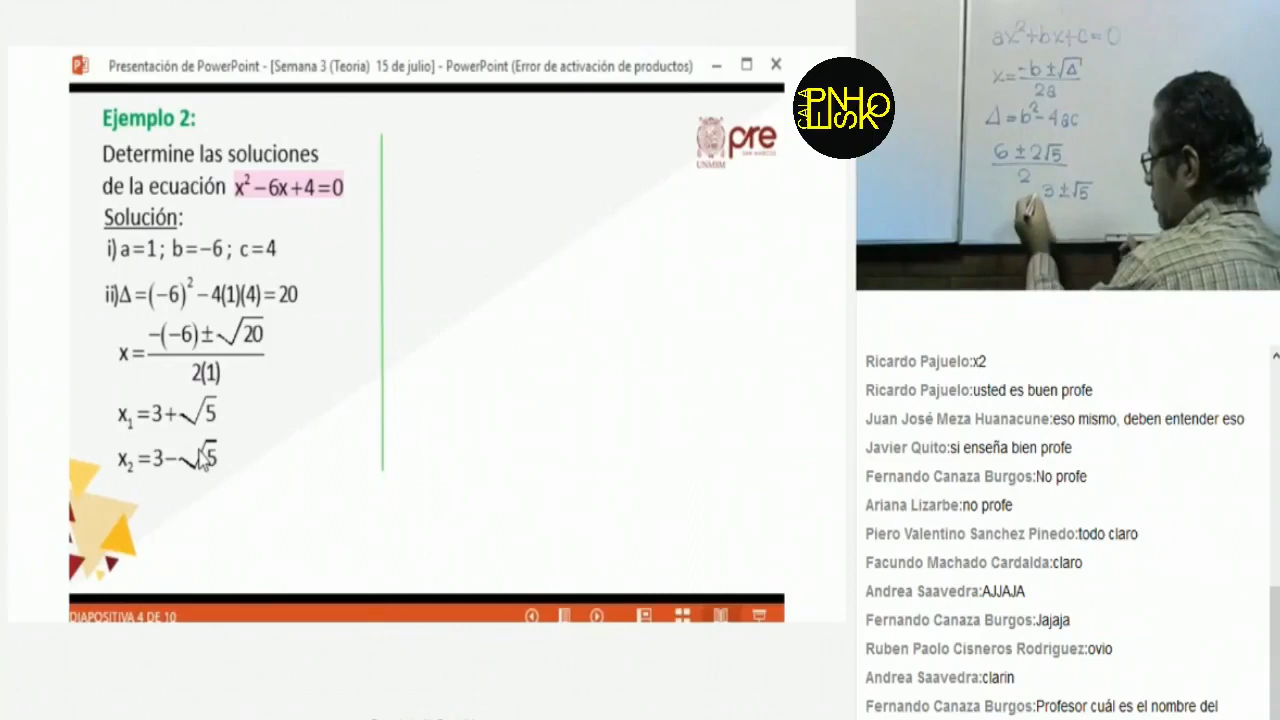 Presentación de PowerPoint - [Semana 3 (Teoria) 15 de julio] - PowerPoint (Error de activación de productos)
Ejemplo 2:
Determine las soluciones
de la ecuación x² − 6x + 4 = 0
Solución:
i) a = 1 ; b = −6 ; c = 4
ii) Δ = (−6)² − 4(1)(4) = 20
x = −(−6) ± √20 / 2(1)
x₁ = 3 + √5
x₂ = 3 − √5
UNMSM
pre
SAN MARCOS
DIAPOSITIVA 4 DE 10
ax² + bx + c = 0
x = −b ± √Δ / 2a
Δ = b² − 4ac
6 ± 2√5 / 2
3 ± √5
Ricardo Pajuelo:x2
Ricardo Pajuelo:usted es buen profe
Juan José Meza Huanacune:eso mismo, deben entender eso
Javier Quito:si enseña bien profe
Fernando Canaza Burgos:No profe
Ariana Lizarbe:no profe
Piero Valentino Sanchez Pinedo:todo claro
Facundo Machado Cardalda:claro
Andrea Saavedra:AJJAJA
Fernando Canaza Burgos:Jajaja
Ruben Paolo Cisneros Rodriguez:ovio
Andrea Saavedra:clarin
Fernando Canaza Burgos:Profesor cuál es el nombre del